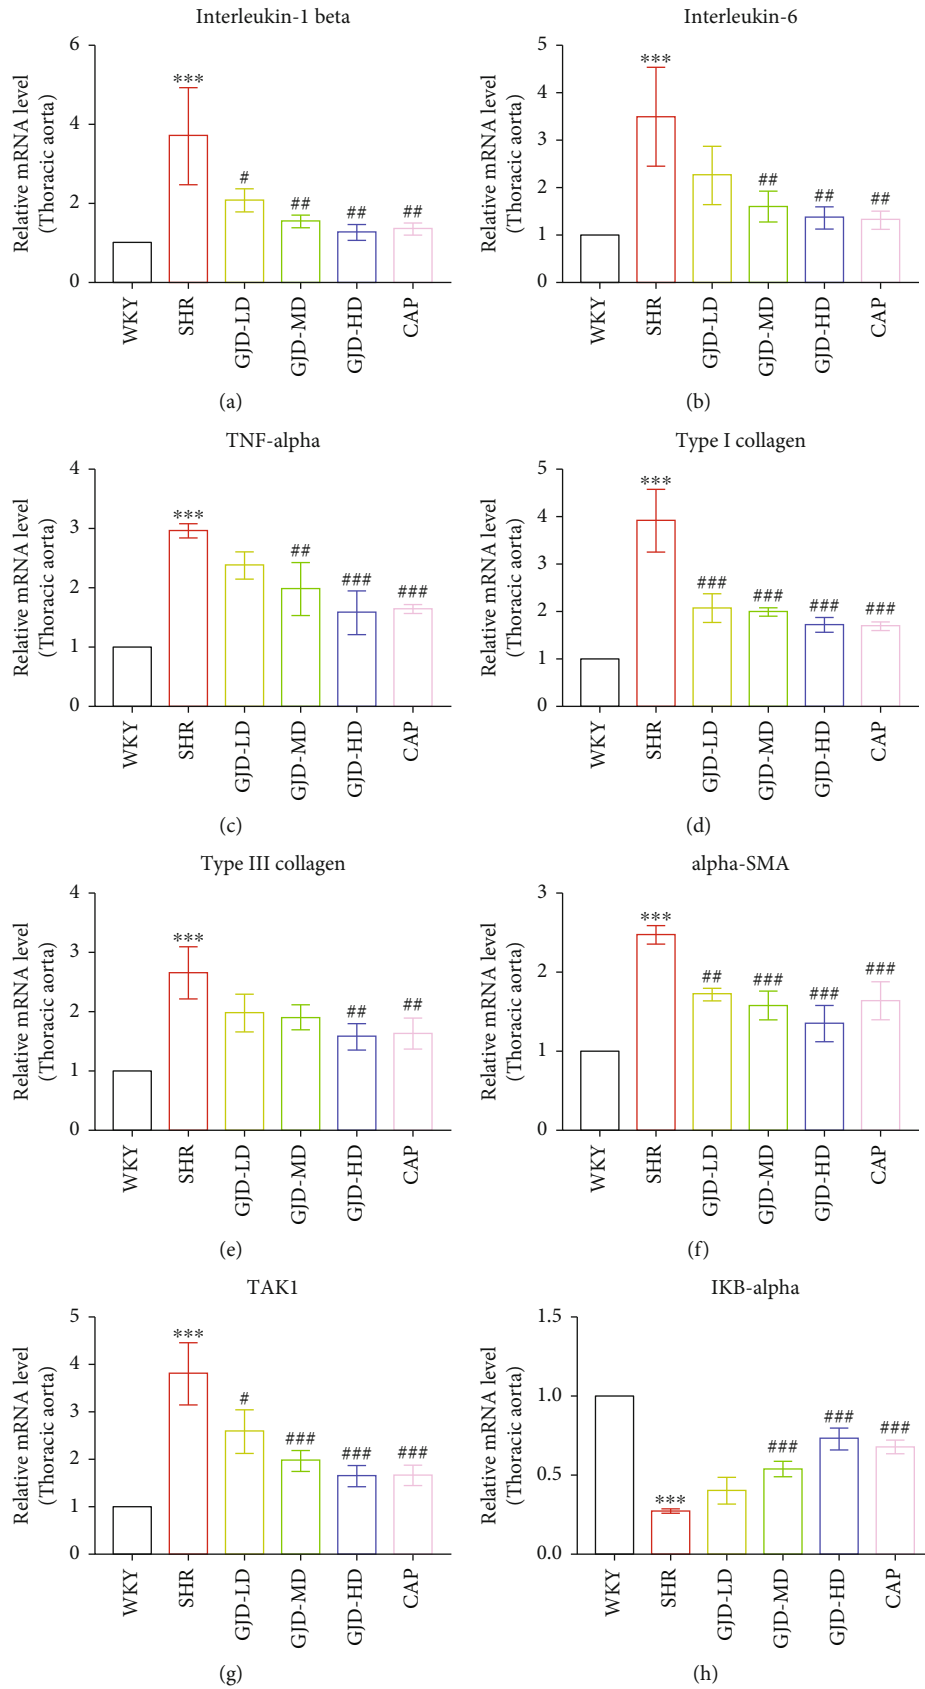 Interleukin-1 beta
Relative mRNA level
(Thoracic aorta)
6
4
2
0
***
#
##
##
##
WKY
SHR
GJD-LD
GJD-MD
GJD-HD
CAP
(a)
Interleukin-6
Relative mRNA level
(Thoracic aorta)
5
4
3
2
1
0
***
##
##
##
WKY
SHR
GJD-LD
GJD-MD
GJD-HD
CAP
(b)
TNF-alpha
Relative mRNA level
(Thoracic aorta)
4
3
2
1
0
***
##
###
###
WKY
SHR
GJD-LD
GJD-MD
GJD-HD
CAP
(c)
Type I collagen
Relative mRNA level
(Thoracic aorta)
5
4
3
2
1
0
***
###
###
###
###
WKY
SHR
GJD-LD
GJD-MD
GJD-HD
CAP
(d)
Type III collagen
Relative mRNA level
(Thoracic aorta)
4
3
2
1
0
***
##
##
WKY
SHR
GJD-LD
GJD-MD
GJD-HD
CAP
(e)
alpha-SMA
Relative mRNA level
(Thoracic aorta)
3
2
1
0
***
##
###
###
###
WKY
SHR
GJD-LD
GJD-MD
GJD-HD
CAP
(f)
TAK1
Relative mRNA level
(Thoracic aorta)
5
4
3
2
1
0
***
#
###
###
###
WKY
SHR
GJD-LD
GJD-MD
GJD-HD
CAP
(g)
IKB-alpha
Relative mRNA level
(Thoracic aorta)
1.5
1.0
0.5
0.0
***
###
###
###
WKY
SHR
GJD-LD
GJD-MD
GJD-HD
CAP
(h)